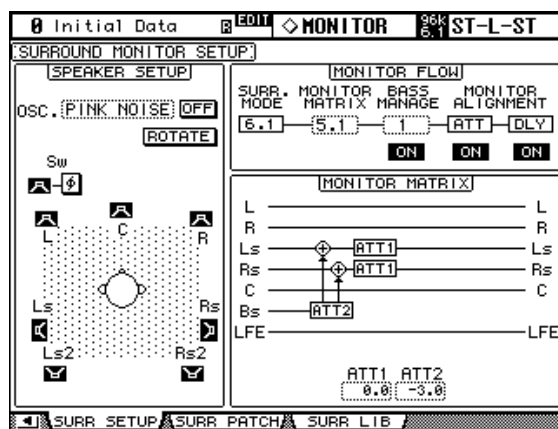 0 Initial Data EDIT MONITOR 96k 6.1 ST-L-ST
SURROUND MONITOR SETUP
SPEAKER SETUP
OSC. PINK NOISE OFF
ROTATE
Sw
ϕ
L C R
Ls Rs
Ls2 Rs2
MONITOR FLOW
SURR. MODE MONITOR MATRIX BASS MANAGE MONITOR ALIGNMENT
6.1 5.1 1 ATT DLY
ON ON ON
MONITOR MATRIX
L L
R R
Ls ATT1 Ls
Rs ATT1 Rs
C C
Bs ATT2
LFE LFE
ATT1 ATT2
0.0 -3.0
SURR SETUP SURR PATCH SURR LIB